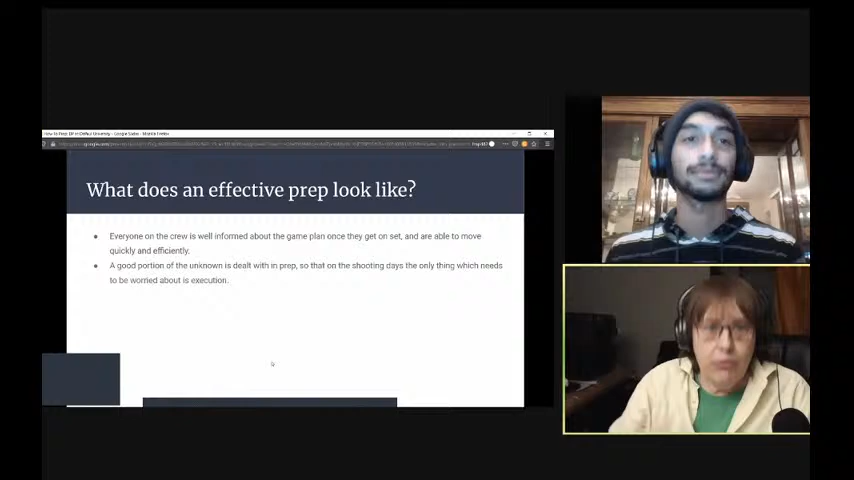 What does an effective prep look like?
Everyone on the crew is well informed about the game plan once they get on set, and are able to move
quickly and efficiently.
A good portion of the unknown is dealt with in prep, so that on the shooting days the only thing which needs
to be worried about is execution.